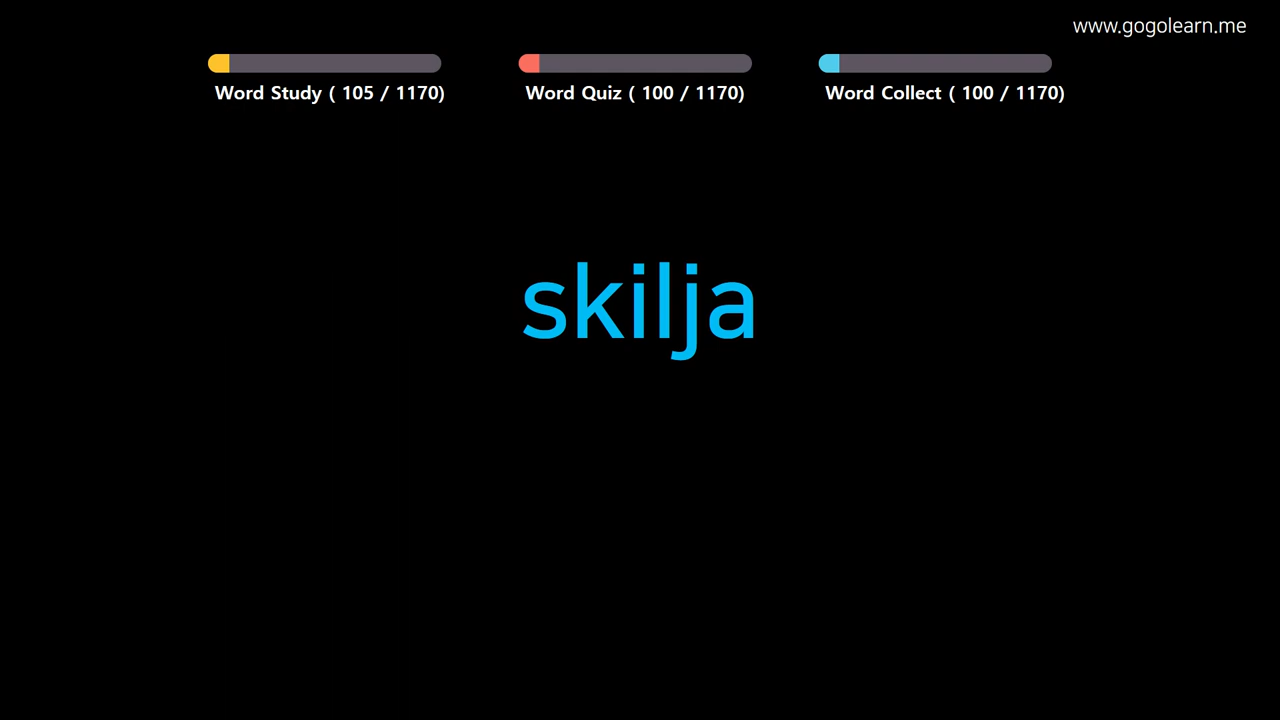 www.gogolearn.me
Word Study ( 105 / 1170)
Word Quiz ( 100 / 1170)
Word Collect ( 100 / 1170)
skilja